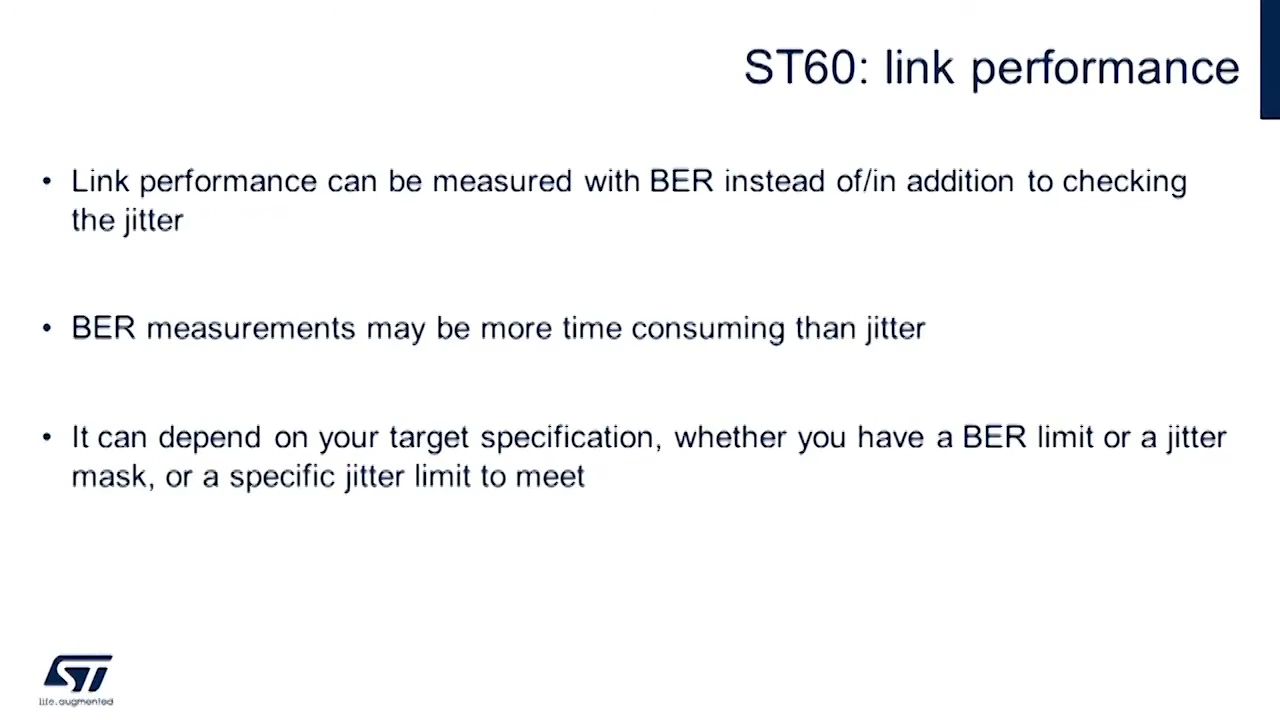 ST60: link performance
• Link performance can be measured with BER instead of/in addition to checking
the jitter
• BER measurements may be more time consuming than jitter
• It can depend on your target specification, whether you have a BER limit or a jitter
mask, or a specific jitter limit to meet
ST
life.augmented